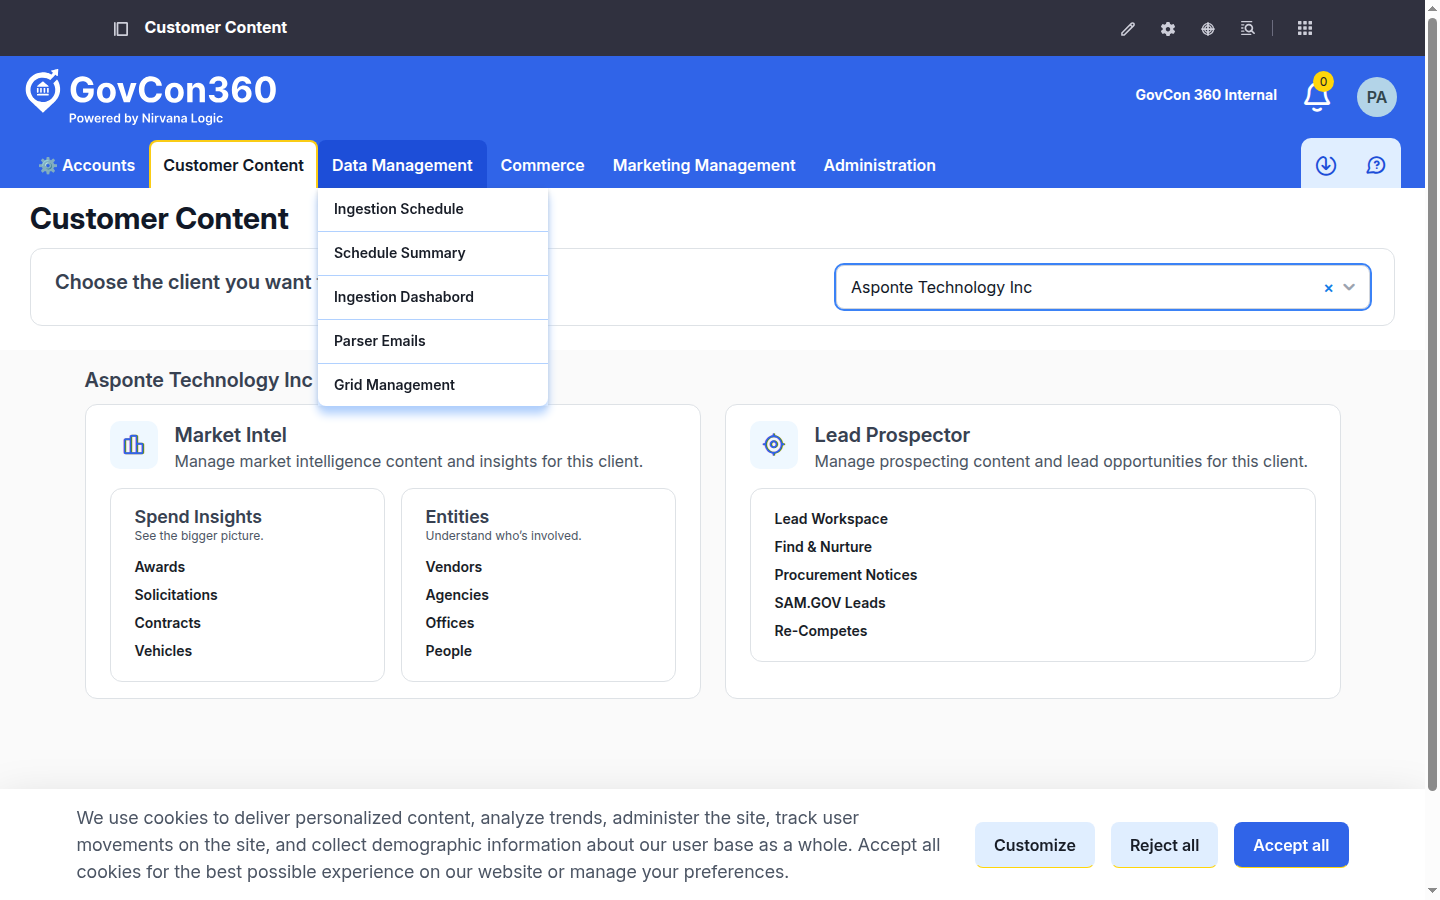 Customer Content
GovCon360
Powered by Nirvana Logic
GovCon 360 Internal
0
PA
Accounts
Customer Content
Data Management
Commerce
Marketing Management
Administration
Customer Content
Ingestion Schedule
Schedule Summary
Ingestion Dashabord
Parser Emails
Grid Management
Choose the client you want
Asponte Technology Inc
×
Asponte Technology Inc
Market Intel
Manage market intelligence content and insights for this client.
Spend Insights
See the bigger picture.
Awards
Solicitations
Contracts
Vehicles
Entities
Understand who's involved.
Vendors
Agencies
Offices
People
Lead Prospector
Manage prospecting content and lead opportunities for this client.
Lead Workspace
Find & Nurture
Procurement Notices
SAM.GOV Leads
Re-Competes
We use cookies to deliver personalized content, analyze trends, administer the site, track user
movements on the site, and collect demographic information about our user base as a whole. Accept all
cookies for the best possible experience on our website or manage your preferences.
Customize
Reject all
Accept all